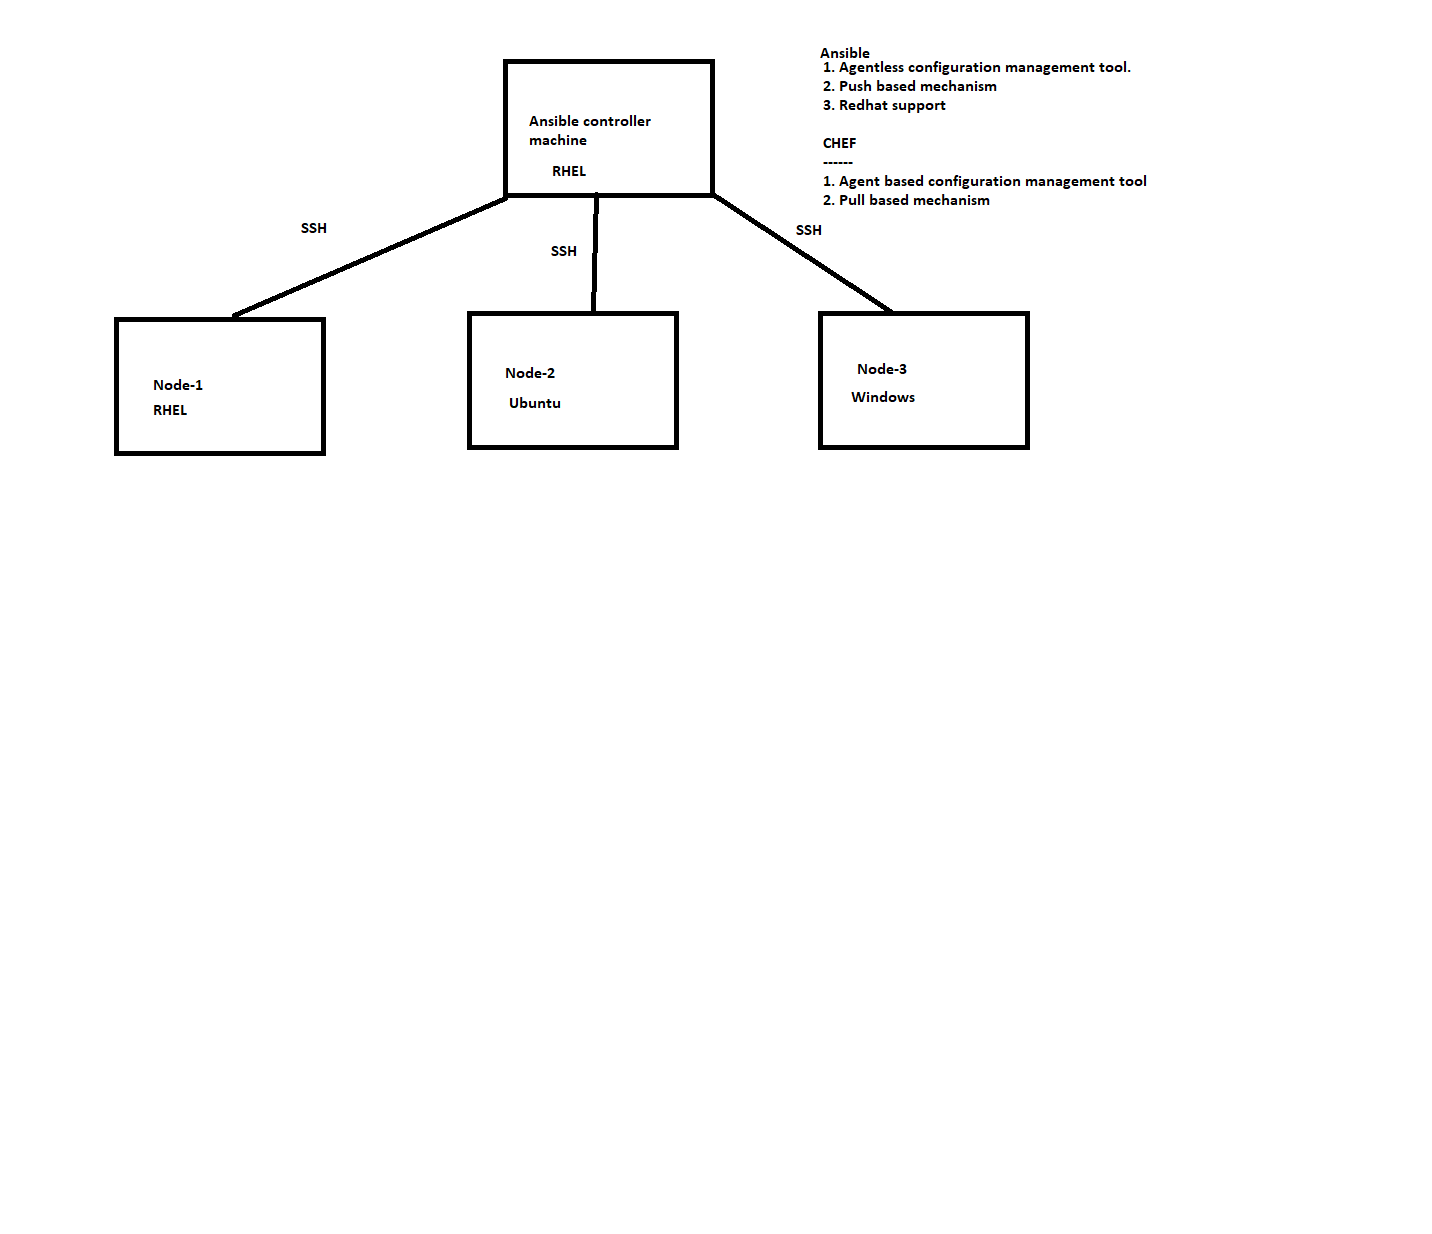 Ansible
1. Agentless configuration management tool.
2. Push based mechanism
3. Redhat support
CHEF
------
1. Agent based configuration management tool
2. Pull based mechanism
Ansible controller
machine
RHEL
SSH
SSH
SSH
Node-1
RHEL
Node-2
Ubuntu
Node-3
Windows